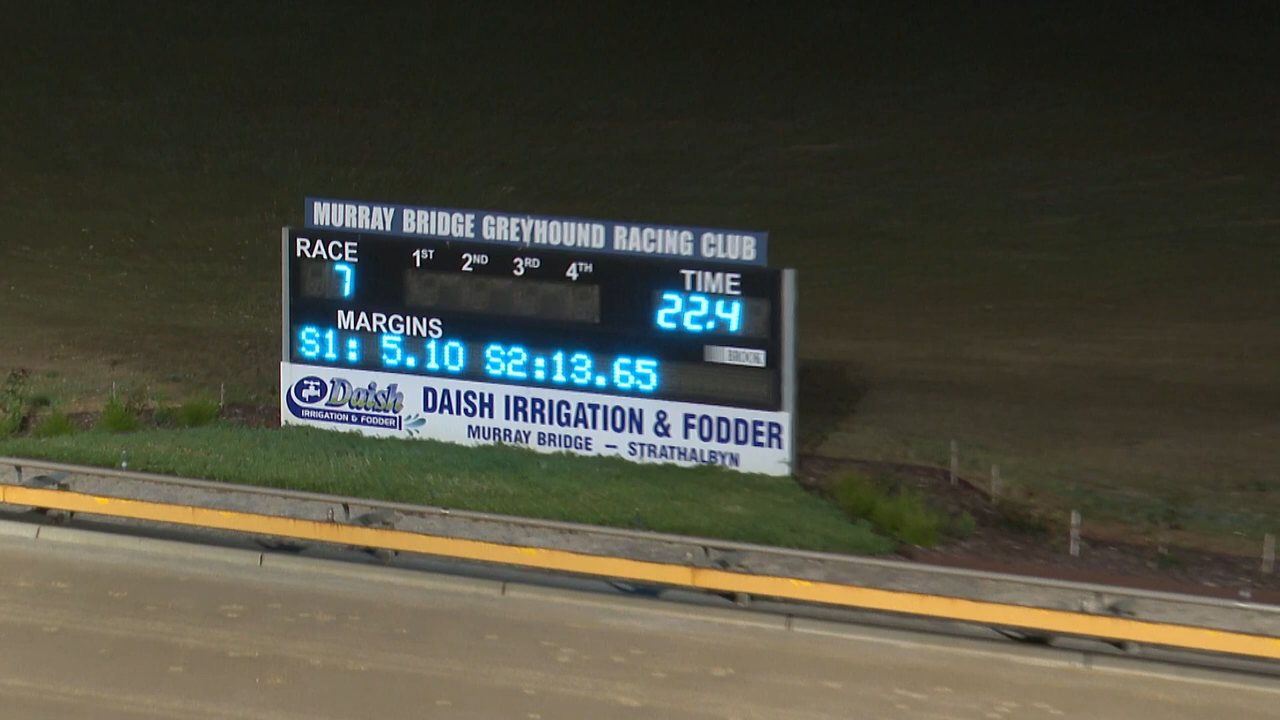 MURRAY BRIDGE GREYHOUND RACING CLUB
RACE 1ST 2ND 3RD 4TH TIME
7 22.4
MARGINS
S1: 5.10 S2:13.65
Daish
IRRIGATION & FODDER
DAISH IRRIGATION & FODDER
MURRAY BRIDGE – STRATHALBYN